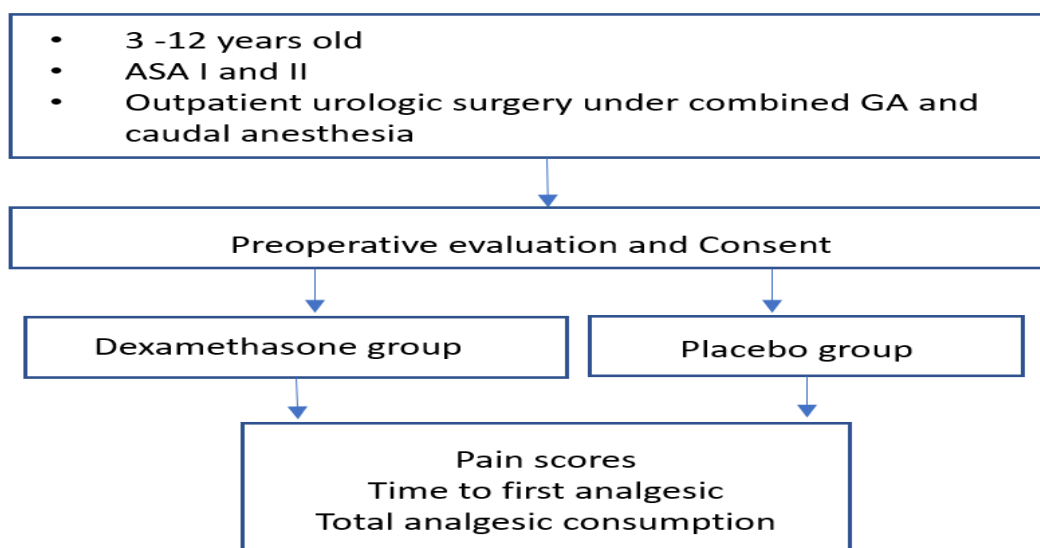 • 3 -12 years old
• ASA I and II
• Outpatient urologic surgery under combined GA and
caudal anesthesia
Preoperative evaluation and Consent
Dexamethasone group
Placebo group
Pain scores
Time to first analgesic
Total analgesic consumption